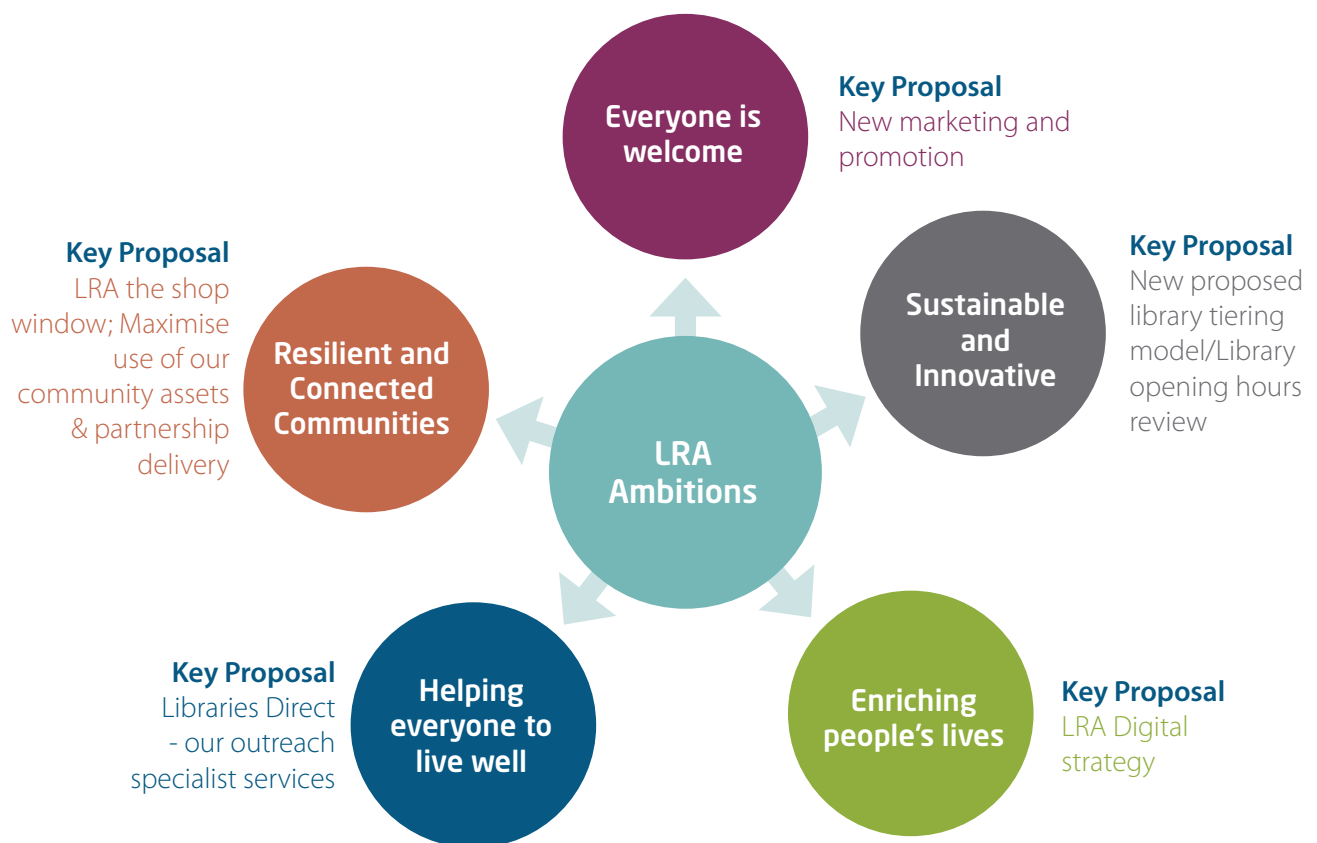 Everyone is
welcome
Key Proposal
New marketing and
promotion
Sustainable
and
Innovative
Key Proposal
New proposed
library tiering
model/Library
opening hours
review
Key Proposal
LRA the shop
window; Maximise
use of our
community assets
& partnership
delivery
Resilient and
Connected
Communities
LRA
Ambitions
Key Proposal
Libraries Direct
- our outreach
specialist services
Helping
everyone to
live well
Enriching
people's lives
Key Proposal
LRA Digital
strategy